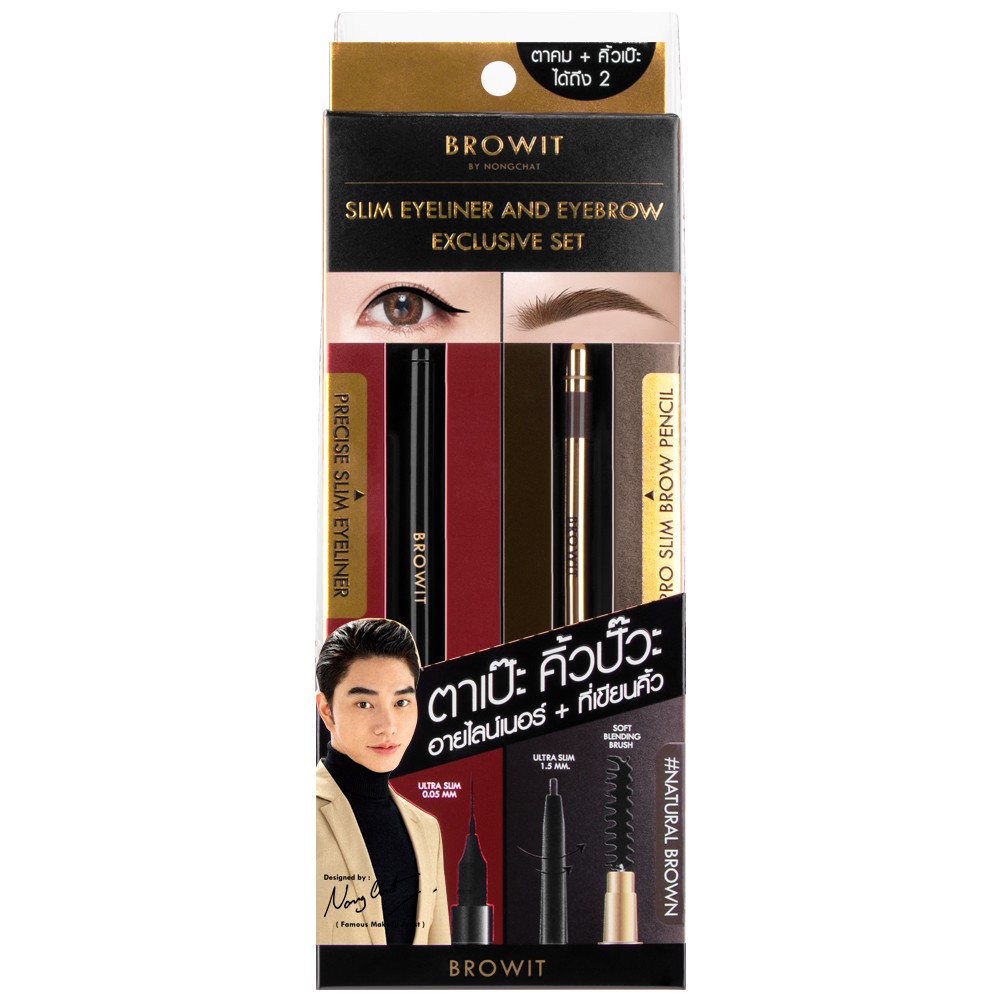 ตาคม + คิ้วเป๊ะ
ได้ถึง 2
BROWIT
BY NONGCHAT
SLIM EYELINER AND EYEBROW
EXCLUSIVE SET
PRECISE SLIM EYELINER
BROWIT
BROWIT
PRO SLIM BROW PENCIL
ตาเป๊ะ คิ้วปั๊วะ
อายไลน์เนอร์ + ที่เขียนคิ้ว
ULTRA SLIM
0.05 MM
ULTRA SLIM
1.5 MM.
SOFT
BLENDING
BRUSH
#NATURAL BROWN
Designed by :
Nong Chat
( Famous Makeup Artist )
BROWIT